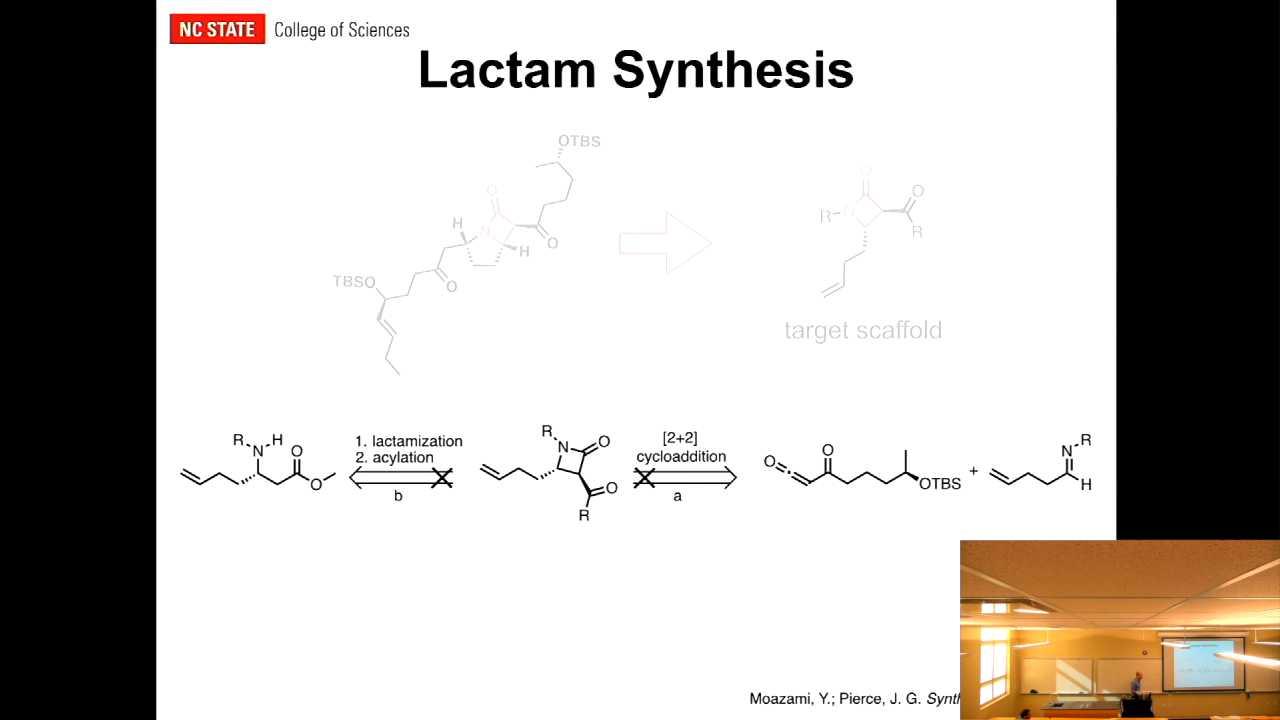 NC STATE College of Sciences
Lactam Synthesis
OTBS
O
O
H
N
H
O
TBSO
O
O
O
R
N
R
target scaffold
R
N
H
O
O
1. lactamization
2. acylation
b
R
N
O
O
R
[2+2]
cycloaddition
a
O
O
OTBS
+
N
R
H
Moazami, Y.; Pierce, J. G.